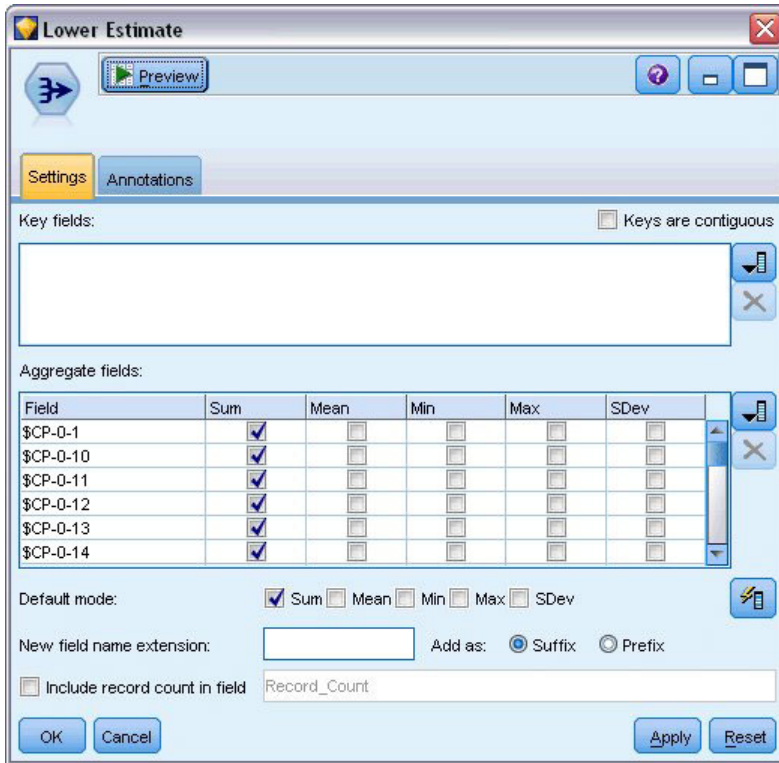 Lower Estimate
Preview
Settings Annotations
Key fields: Keys are contiguous
Aggregate fields:
Field Sum Mean Min Max SDev
$CP-0-1
$CP-0-10
$CP-0-11
$CP-0-12
$CP-0-13
$CP-0-14
Default mode: Sum Mean Min Max SDev
New field name extension: Add as: Suffix Prefix
Include record count in field Record_Count
OK Cancel Apply Reset